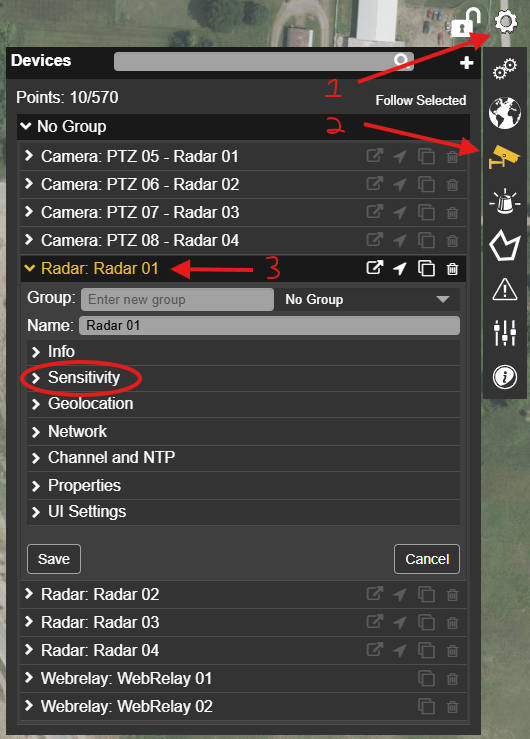 Devices
1
Points: 10/570
Follow Selected
2
No Group
Camera: PTZ 05 - Radar 01
Camera: PTZ 06 - Radar 02
Camera: PTZ 07 - Radar 03
Camera: PTZ 08 - Radar 04
Radar: Radar 01
3
Group: Enter new group No Group
Name: Radar 01
Info
Sensitivity
Geolocation
Network
Channel and NTP
Properties
UI Settings
Save Cancel
Radar: Radar 02
Radar: Radar 03
Radar: Radar 04
Webrelay: WebRelay 01
Webrelay: WebRelay 02